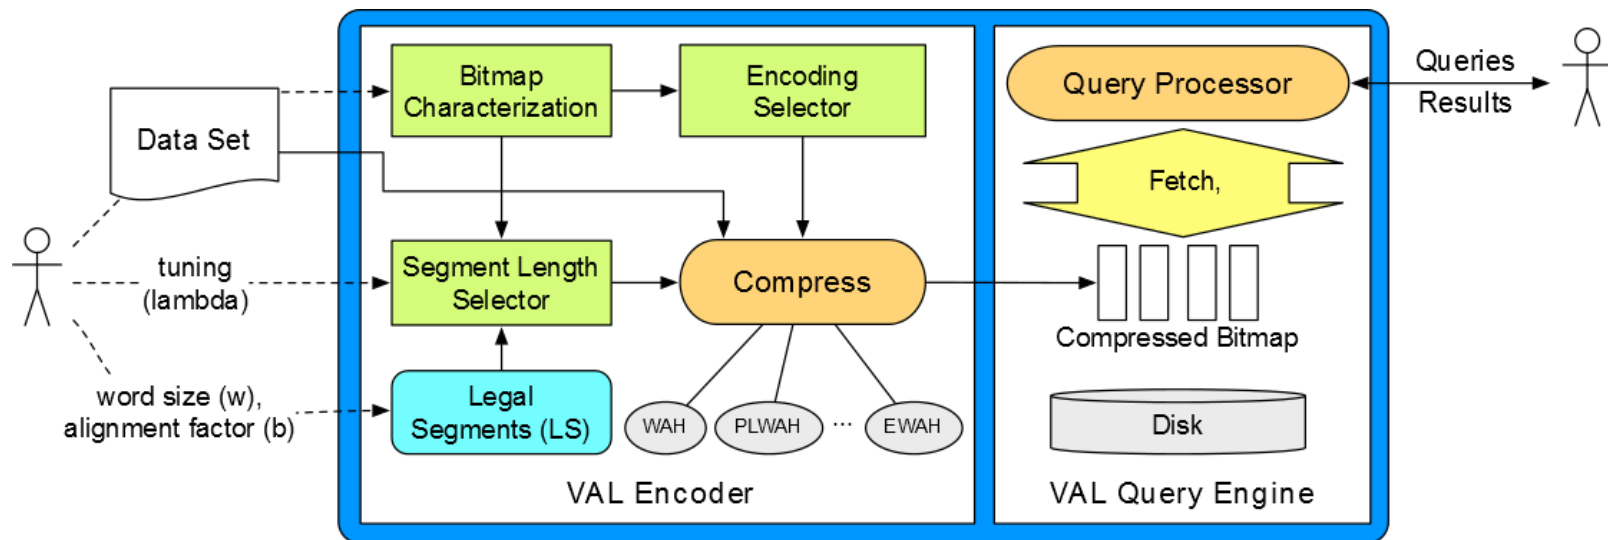 Data Set
tuning
(lambda)
word size (w),
alignment factor (b)
Bitmap
Characterization
Encoding
Selector
Segment Length
Selector
Compress
Legal
Segments (LS)
WAH
PLWAH
...
EWAH
VAL Encoder
Query Processor
Fetch,
Compressed Bitmap
Disk
VAL Query Engine
Queries
Results